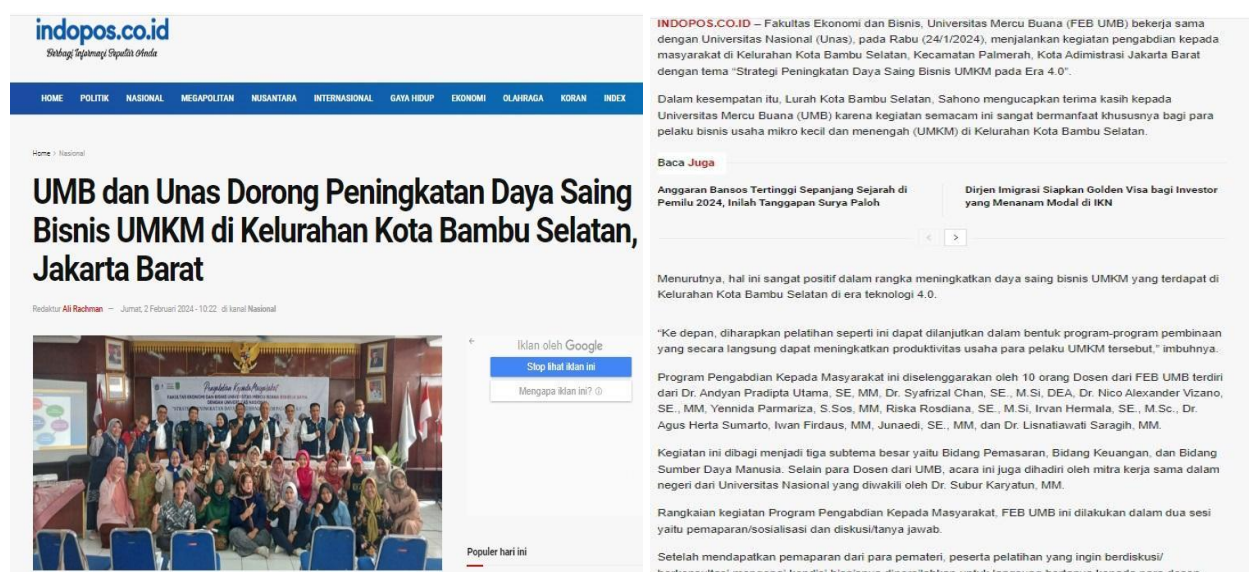 indopos.co.id
Berbagi Informasi Populis Anda
HOME POLITIK NASIONAL MEGAPOLITAN NUSANTARA INTERNASIONAL GAYA HIDUP EKONOMI OLAHRAGA KORAN INDEX
Home > Nasional
UMB dan Unas Dorong Peningkatan Daya Saing
Bisnis UMKM di Kelurahan Kota Bambu Selatan,
Jakarta Barat
Redaktur Ali Rachman — Jumat, 2 Februari 2024 - 10:22 di kanal Nasional
Pengabdian Kepada Masyarakat
Iklan oleh Google
Stop lihat iklan ini
Mengapa iklan ini?
Populer hari ini
INDOPOS.CO.ID – Fakultas Ekonomi dan Bisnis, Universitas Mercu Buana (FEB UMB) bekerja sama
dengan Universitas Nasional (Unas), pada Rabu (24/1/2024), menjalankan kegiatan pengabdian kepada
masyarakat di Kelurahan Kota Bambu Selatan, Kecamatan Palmerah, Kota Adimistrasi Jakarta Barat
dengan tema “Strategi Peningkatan Daya Saing Bisnis UMKM pada Era 4.0”.
Dalam kesempatan itu, Lurah Kota Bambu Selatan, Sahono mengucapkan terima kasih kepada
Universitas Mercu Buana (UMB) karena kegiatan semacam ini sangat bermanfaat khususnya bagi para
pelaku bisnis usaha mikro kecil dan menengah (UMKM) di Kelurahan Kota Bambu Selatan.
Baca Juga
Anggaran Bansos Tertinggi Sepanjang Sejarah di
Pemilu 2024, Inilah Tanggapan Surya Paloh
Dirjen Imigrasi Siapkan Golden Visa bagi Investor
yang Menanam Modal di IKN
Menurutnya, hal ini sangat positif dalam rangka meningkatkan daya saing bisnis UMKM yang terdapat di
Kelurahan Kota Bambu Selatan di era teknologi 4.0.
“Ke depan, diharapkan pelatihan seperti ini dapat dilanjutkan dalam bentuk program-program pembinaan
yang secara langsung dapat meningkatkan produktivitas usaha para pelaku UMKM tersebut,” imbuhnya.
Program Pengabdian Kepada Masyarakat ini diselenggarakan oleh 10 orang Dosen dari FEB UMB terdiri
dari Dr. Andyan Pradipta Utama, SE, MM, Dr. Syafrizal Chan, SE., M.Si, DEA, Dr. Nico Alexander Vizano,
SE., MM, Yennida Parmariza, S.Sos, MM, Riska Rosdiana, SE., M.Si, Irvan Hermala, SE., M.Sc., Dr.
Agus Herta Sumarto, Iwan Firdaus, MM, Junaedi, SE., MM, dan Dr. Lisnatiawati Saragih, MM.
Kegiatan ini dibagi menjadi tiga subtema besar yaitu Bidang Pemasaran, Bidang Keuangan, dan Bidang
Sumber Daya Manusia. Selain para Dosen dari UMB, acara ini juga dihadiri oleh mitra kerja sama dalam
negeri dari Universitas Nasional yang diwakili oleh Dr. Subur Karyatun, MM.
Rangkaian kegiatan Program Pengabdian Kepada Masyarakat, FEB UMB ini dilakukan dalam dua sesi
yaitu pemaparan/sosialisasi dan diskusi/tanya jawab.
Setelah mendapatkan pemaparan dari para pemateri, peserta pelatihan yang ingin berdiskusi/